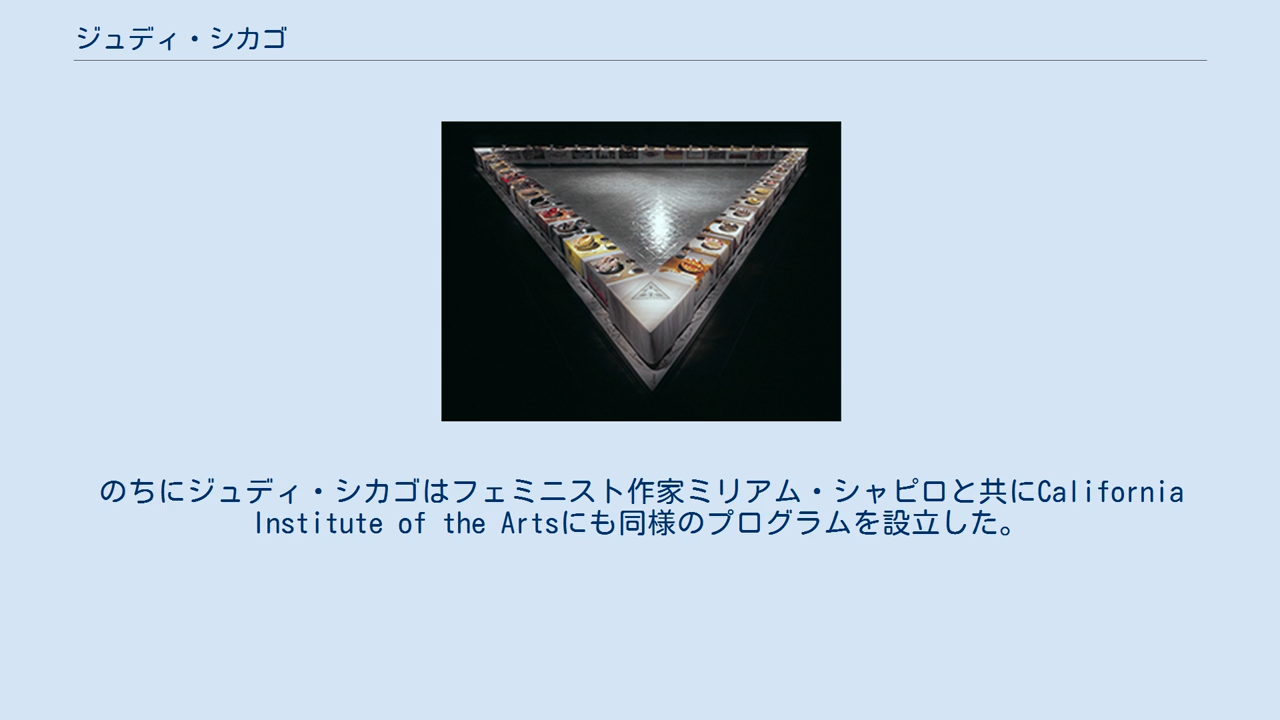 ジュディ・シカゴ
のちにジュディ・シカゴはフェミニスト作家ミリアム・シャピロと共にCalifornia
Institute of the Artsにも同様のプログラムを設立した。